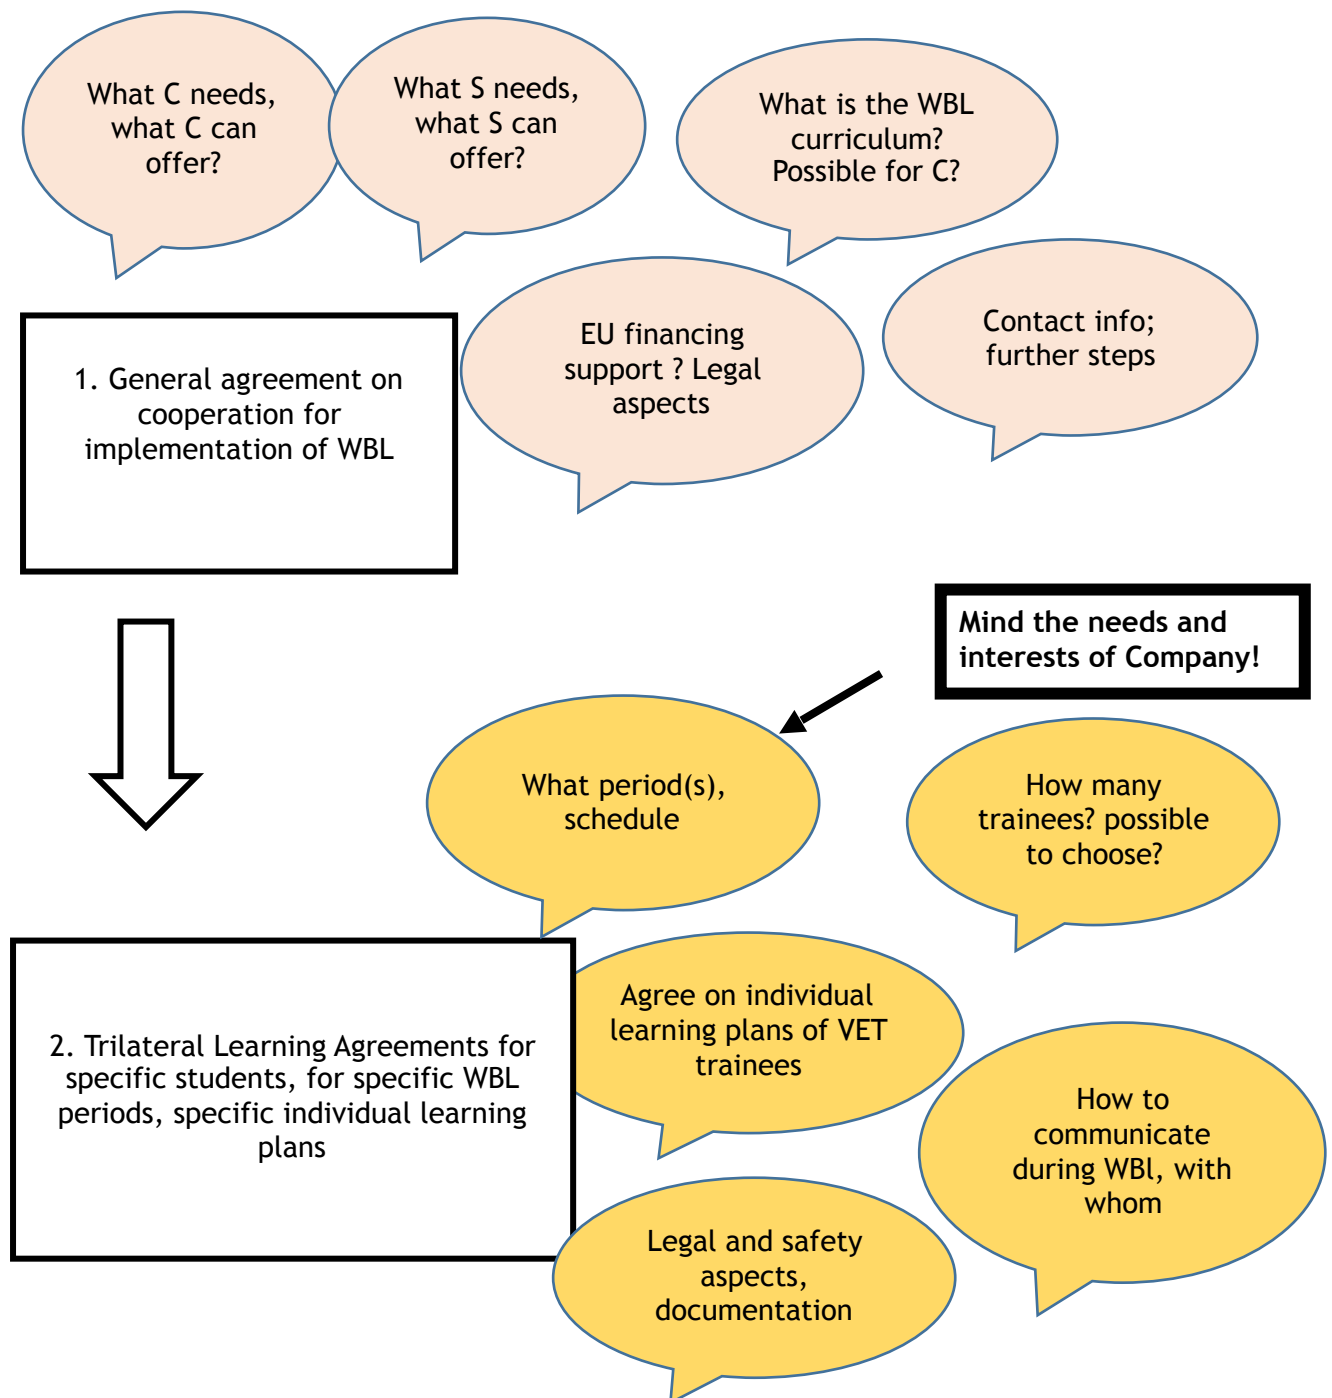 What C needs,
what C can
offer?
What S needs,
what S can
offer?
What is the WBL
curriculum?
Possible for C?
EU financing
support ? Legal
aspects
Contact info;
further steps
1. General agreement on
cooperation for
implementation of WBL
Mind the needs and
interests of Company!
What period(s),
schedule
How many
trainees? possible
to choose?
Agree on individual
learning plans of VET
trainees
2. Trilateral Learning Agreements for
specific students, for specific WBL
periods, specific individual learning
plans
How to
communicate
during WBl, with
whom
Legal and safety
aspects,
documentation